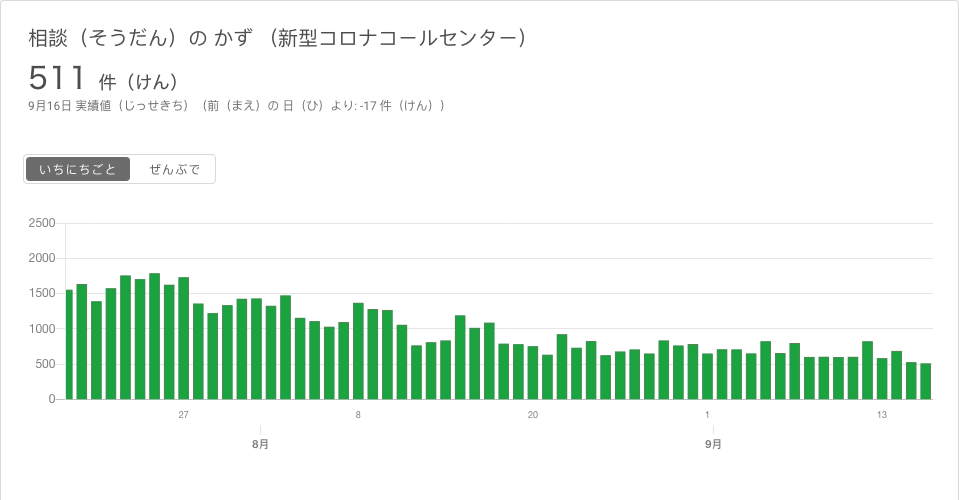 相談（そうだん）の かず （新型コロナコールセンター）
511 件（けん）
9月16日 実績値（じっせきち）（前（まえ）の 日（ひ）より: -17 件（けん））
いちにちごと ぜんぶで
2500
2000
1500
1000
500
0
27 8 20 1 13
8月 9月